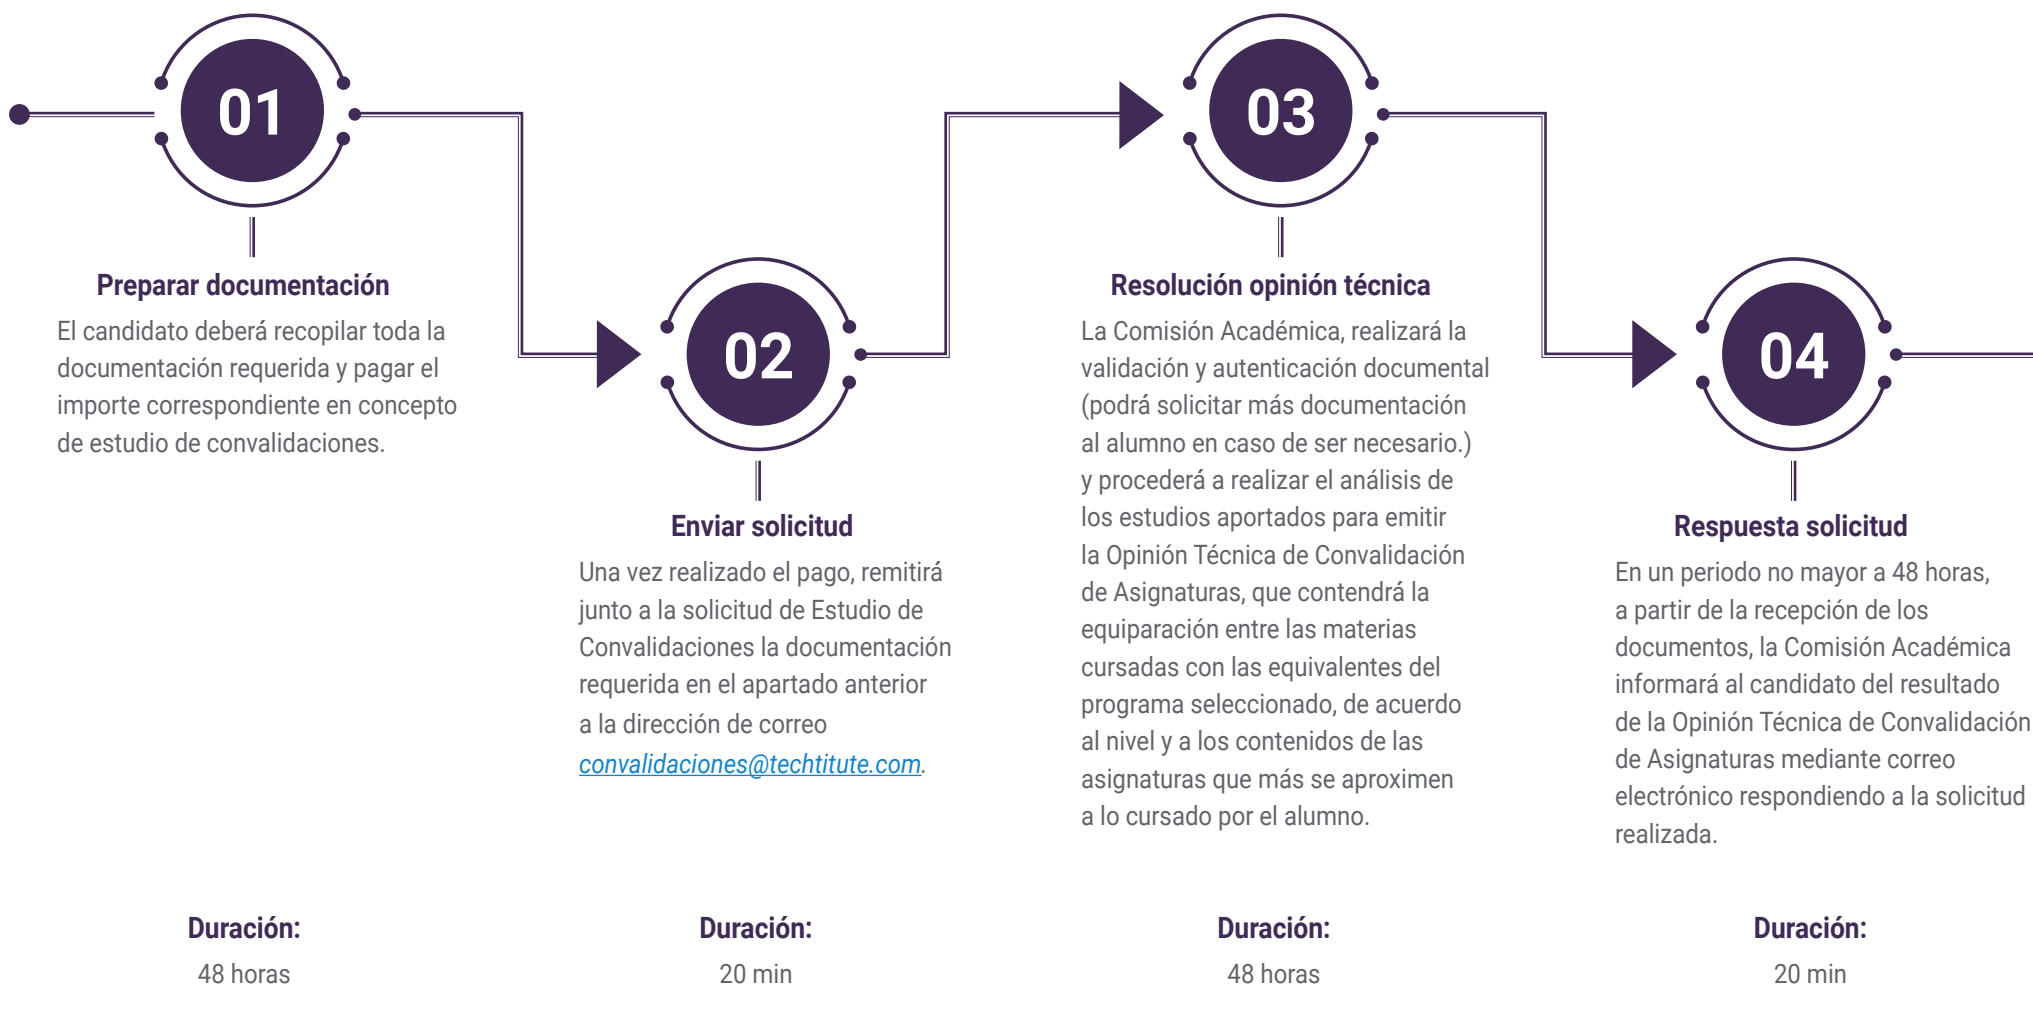 01
Preparar documentación
El candidato deberá recopilar toda la
documentación requerida y pagar el
importe correspondiente en concepto
de estudio de convalidaciones.
Duración:
48 horas
02
Enviar solicitud
Una vez realizado el pago, remitirá
junto a la solicitud de Estudio de
Convalidaciones la documentación
requerida en el apartado anterior
a la dirección de correo
convalidaciones@techtitute.com.
Duración:
20 min
03
Resolución opinión técnica
La Comisión Académica, realizará la
validación y autenticación documental
(podrá solicitar más documentación
al alumno en caso de ser necesario.)
y procederá a realizar el análisis de
los estudios aportados para emitir
la Opinión Técnica de Convalidación
de Asignaturas, que contendrá la
equiparación entre las materias
cursadas con las equivalentes del
programa seleccionado, de acuerdo
al nivel y a los contenidos de las
asignaturas que más se aproximen
a lo cursado por el alumno.
Duración:
48 horas
04
Respuesta solicitud
En un periodo no mayor a 48 horas,
a partir de la recepción de los
documentos, la Comisión Académica
informará al candidato del resultado
de la Opinión Técnica de Convalidación
de Asignaturas mediante correo
electrónico respondiendo a la solicitud
realizada.
Duración:
20 min